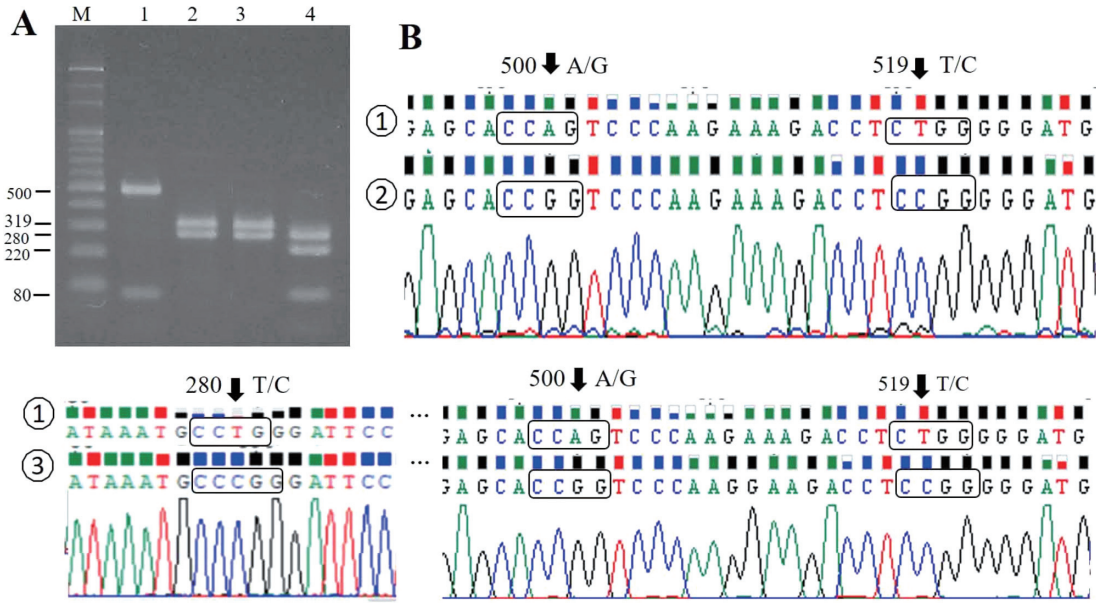 A
M 1 2 3 4
500
319
280
220
80
B
500 A/G 519 T/C
1 GAGCACCAGTCCCAAGAAAGACCTCTGGGGGATG
2 GAGCACCGGTCCCAAGAAAGACCTCCGGGGGATG
280 T/C
1 ATAAATGCCTGGGATTCC
3 ATAAATGCCCGGGATTCC
500 A/G 519 T/C
... GAGCACCAGTCCCAAGAAAGACCTCTGGGGGATG
... GAGCACCGGTCCCAAGGAAGACCTCCGGGGGATG